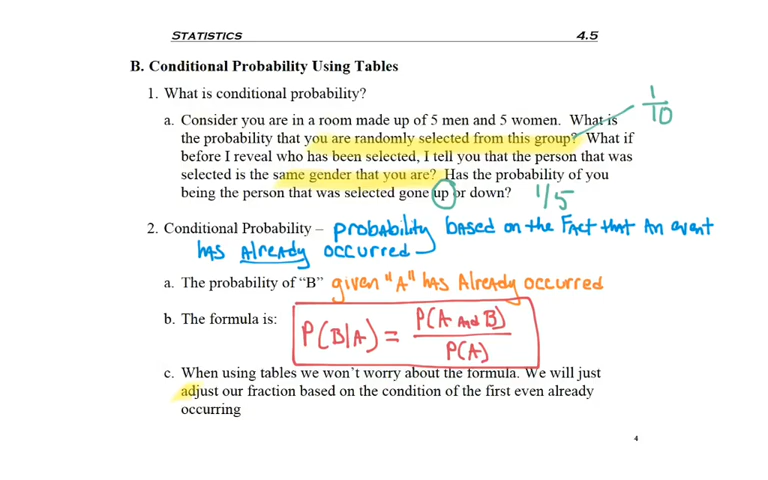 STATISTICS 4.5
B. Conditional Probability Using Tables
1. What is conditional probability?
1/10
a. Consider you are in a room made up of 5 men and 5 women. What is
the probability that you are randomly selected from this group? What if
before I reveal who has been selected, I tell you that the person that was
selected is the same gender that you are? Has the probability of you
being the person that was selected gone up or down? 1/5
2. Conditional Probability – PRobAbility bASED on the FAct thAt An event
hAS AlReADy occurred
a. The probability of “B” given "A" hAS AlReADy occurred
b. The formula is: P(B|A) = P(A And B) / P(A)
c. When using tables we won’t worry about the formula. We will just
adjust our fraction based on the condition of the first even already
occurring
4